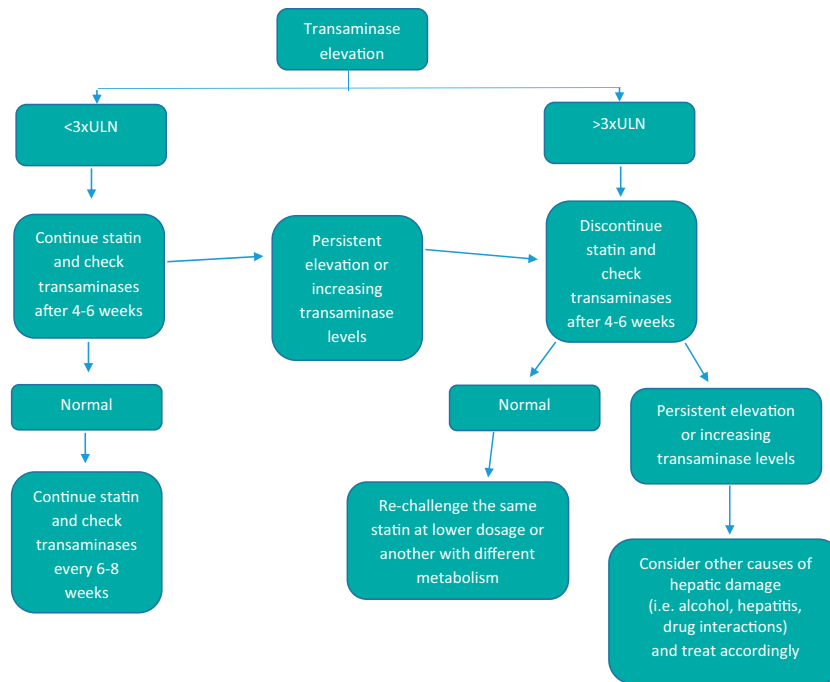 Transaminase
elevation
<3xULN
>3xULN
Continue statin
and check
transaminases
after 4-6 weeks
Persistent
elevation or
increasing
transaminase
levels
Discontinue
statin and
check
transaminases
after 4-6 weeks
Normal
Normal
Persistent elevation
or increasing
transaminase levels
Continue statin
and check
transaminases
every 6-8
weeks
Re-challenge the same
statin at lower dosage or
another with different
metabolism
Consider other causes of
hepatic damage
(i.e. alcohol, hepatitis,
drug interactions)
and treat accordingly